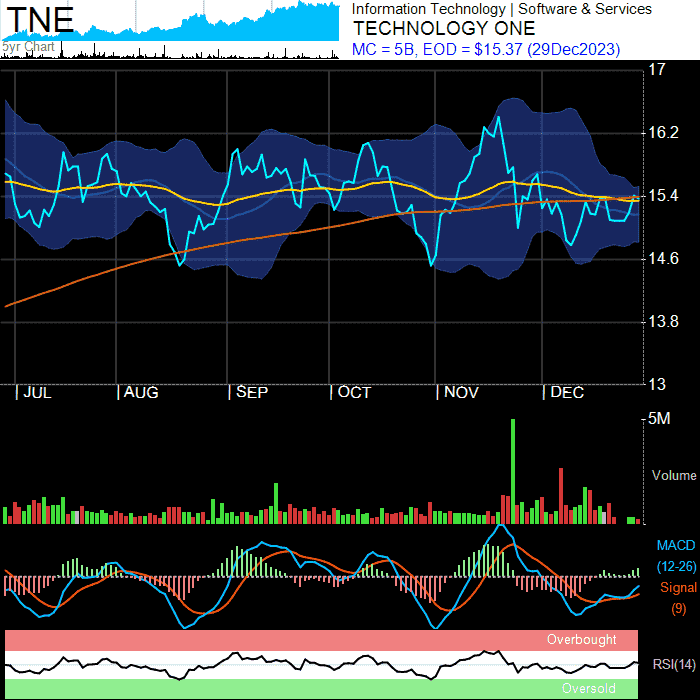 TNE
5yr Chart
Information Technology | Software & Services
TECHNOLOGY ONE
MC = 5B, EOD = $15.37 (29Dec2023)
17
16.2
15.4
14.6
13.8
13
| JUL | AUG | SEP | OCT | NOV | DEC
5M
Volume
MACD
(12-26)
Signal
(9)
Overbought
RSI(14)
Oversold